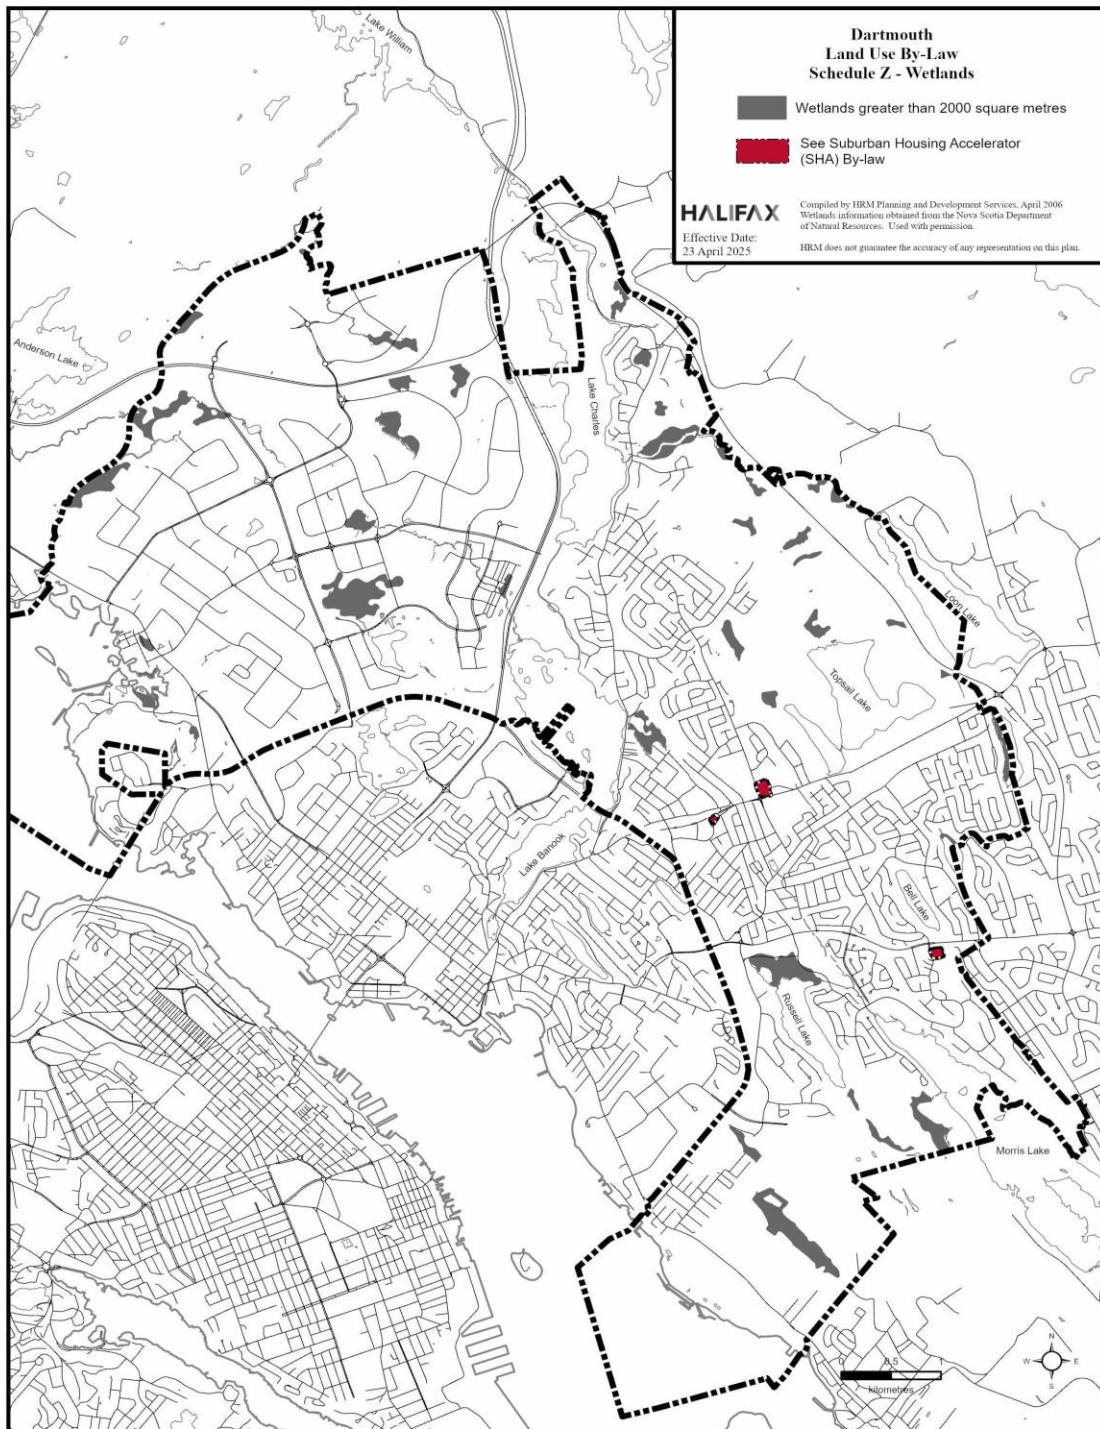 Dartmouth
Land Use By-Law
Schedule Z - Wetlands
Wetlands greater than 2000 square metres
See Suburban Housing Accelerator
(SHA) By-law
HALIFAX
Effective Date:
23 April 2025
Compiled by HRM Planning and Development Services, April 2006
Wetlands information obtained from the Nova Scotia Department
of Natural Resources. Used with permission.
HRM does not guarantee the accuracy of any representation on this plan.
Lake William
Anderson Lake
Lake Charles
Loon Lake
Topsail Lake
Lake Banook
Bell Lake
Russell Lake
Morris Lake
N
W E
S
0 0.5 1
kilometres